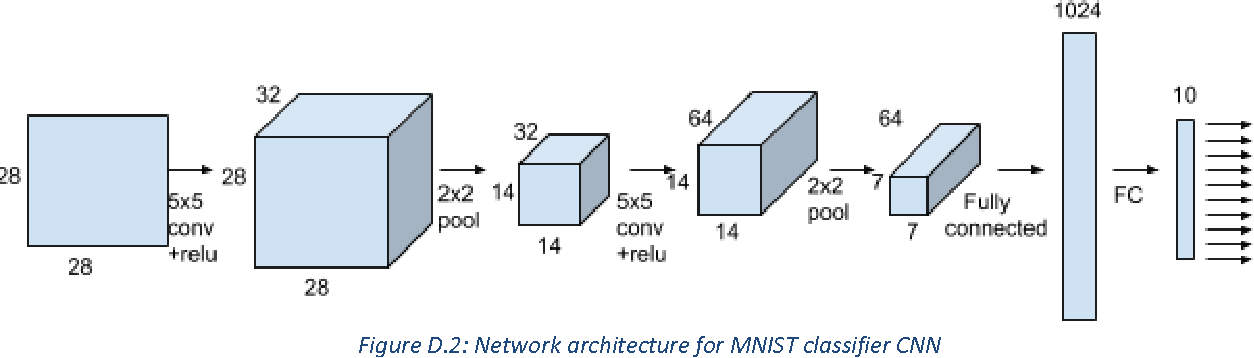 28
28
5x5
conv
+relu
32
28
28
2x2
pool
32
14
14
5x5
conv
+relu
64
14
14
2x2
pool
64
7
7
Fully
connected
1024
FC
10
Figure D.2: Network architecture for MNIST classifier CNN